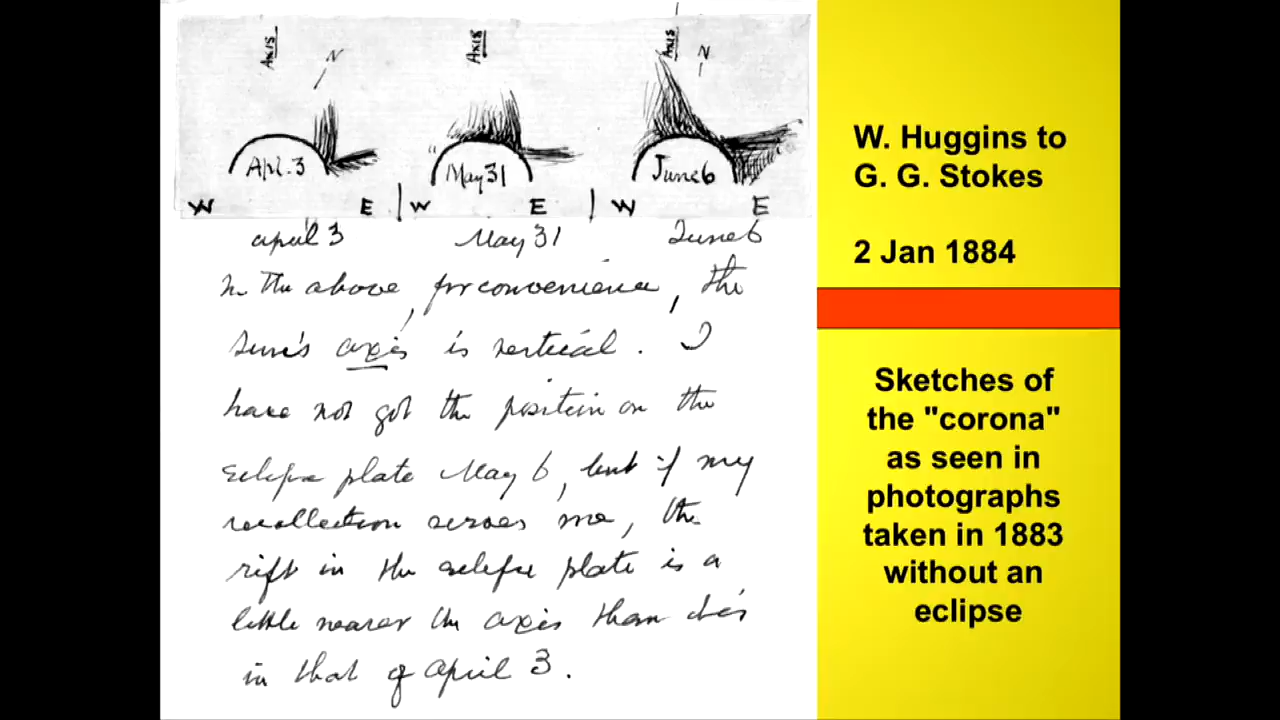 AXIS N AXIS AXIS N
Apl. 3 May 31 June 6
W E W E W E
April 3 May 31 June 6
In the above, for convenience, the
sun's axis is vertical. I
have not got the position on the
eclipse plate May 6, but if my
recollection serves me, the
rift in the eclipse plate is a
little nearer the axis than it is
in that of April 3.
W. Huggins to
G. G. Stokes
2 Jan 1884
Sketches of
the "corona"
as seen in
photographs
taken in 1883
without an
eclipse